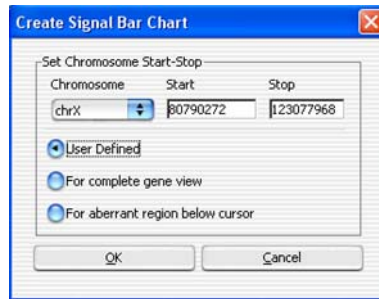 Create Signal Bar Chart
Set Chromosome Start-Stop
Chromosome Start Stop
chrX 80790272 123077968
User Defined
For complete gene view
For aberrant region below cursor
OK Cancel